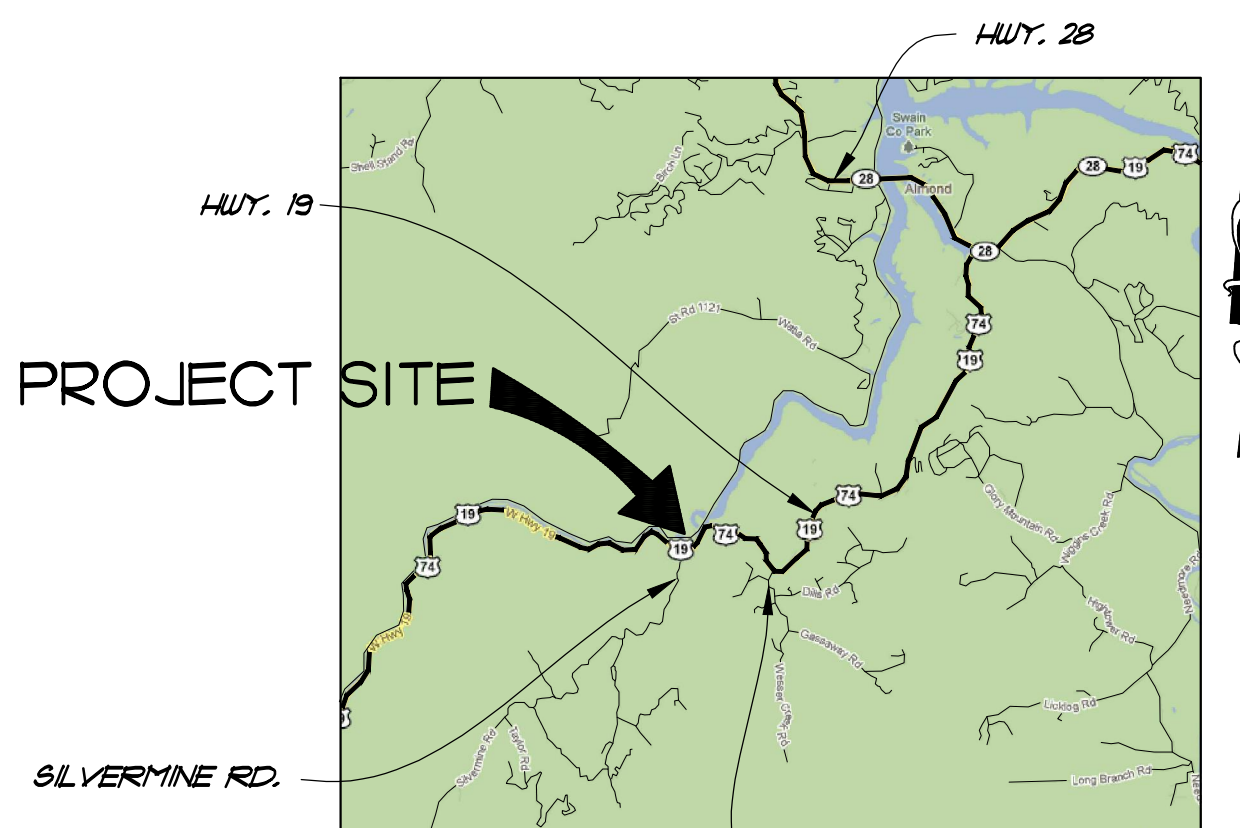 HWY. 28
Swain
Co Park
Shell Stand Rd
Birch Ln
28
Almond
28
19
74
HWY. 19
28
St Rd 1121
Watia Rd
74
19
PROJECT SITE
74
19
W Hwy 19
74
19
19
74
Glory Mountain Rd
Wiggins Creek Rd
Needmore Rd
Dills Rd
Hightower Rd
W Hwy 19
Gassaway Rd
Wesser Creek Rd
Licklog Rd
Silvermine Rd
Taylor Rd
SILVERMINE RD.
Long Branch Rd